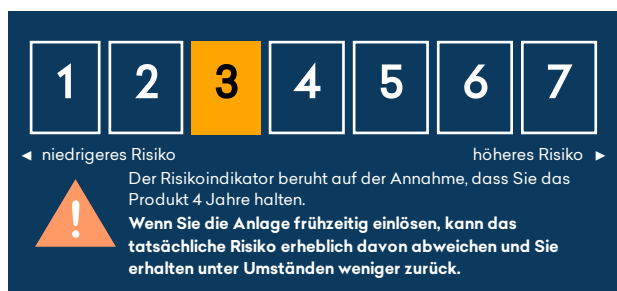 1 2 3 4 5 6 7
◄ niedrigeres Risiko höheres Risiko ►
Der Risikoindikator beruht auf der Annahme, dass Sie das
Produkt 4 Jahre halten.
Wenn Sie die Anlage frühzeitig einlösen, kann das
tatsächliche Risiko erheblich davon abweichen und Sie
erhalten unter Umständen weniger zurück.
!